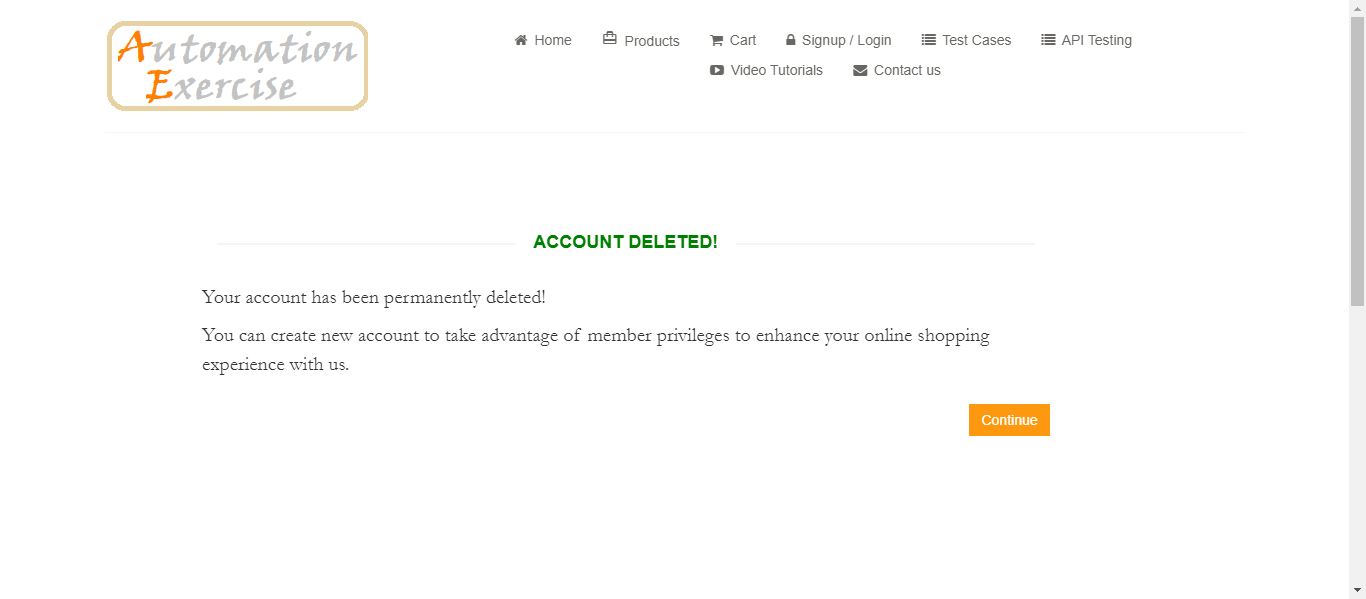 Automation
Exercise
Home
Products
Cart
Signup / Login
Test Cases
API Testing
Video Tutorials
Contact us
ACCOUNT DELETED!
Your account has been permanently deleted!
You can create new account to take advantage of member privileges to enhance your online shopping
experience with us.
Continue